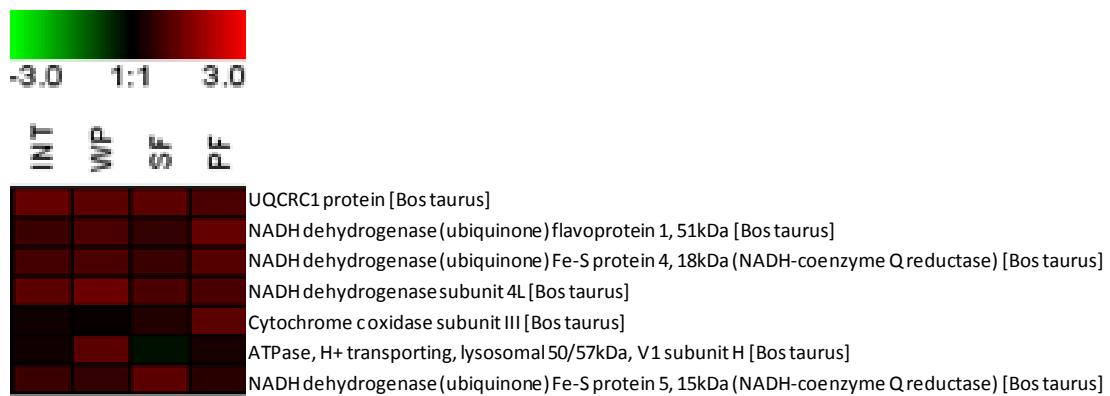 -3.0 1:1 3.0
INT WP SF PF
UQCRC1 protein [Bos taurus]
NADH dehydrogenase (ubiquinone) flavoprotein 1, 51kDa [Bos taurus]
NADH dehydrogenase (ubiquinone) Fe-S protein 4, 18kDa (NADH-coenzyme Q reductase) [Bos taurus]
NADH dehydrogenase subunit 4L [Bos taurus]
Cytochrome c oxidase subunit III [Bos taurus]
ATPase, H+ transporting, lysosomal 50/57kDa, V1 subunit H [Bos taurus]
NADH dehydrogenase (ubiquinone) Fe-S protein 5, 15kDa (NADH-coenzyme Q reductase) [Bos taurus]